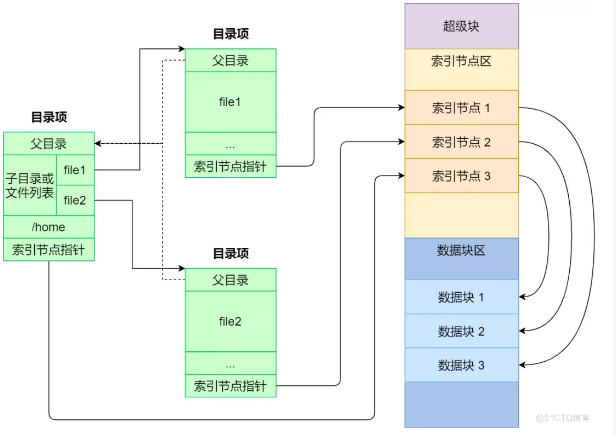 目录项
父目录
子目录或
文件列表
file1
file2
/home
索引节点指针
目录项
父目录
file1
...
索引节点指针
目录项
父目录
file2
...
索引节点指针
超级块
索引节点区
索引节点 1
索引节点 2
索引节点 3
数据块区
数据块 1
数据块 2
数据块 3
@51CTO博客